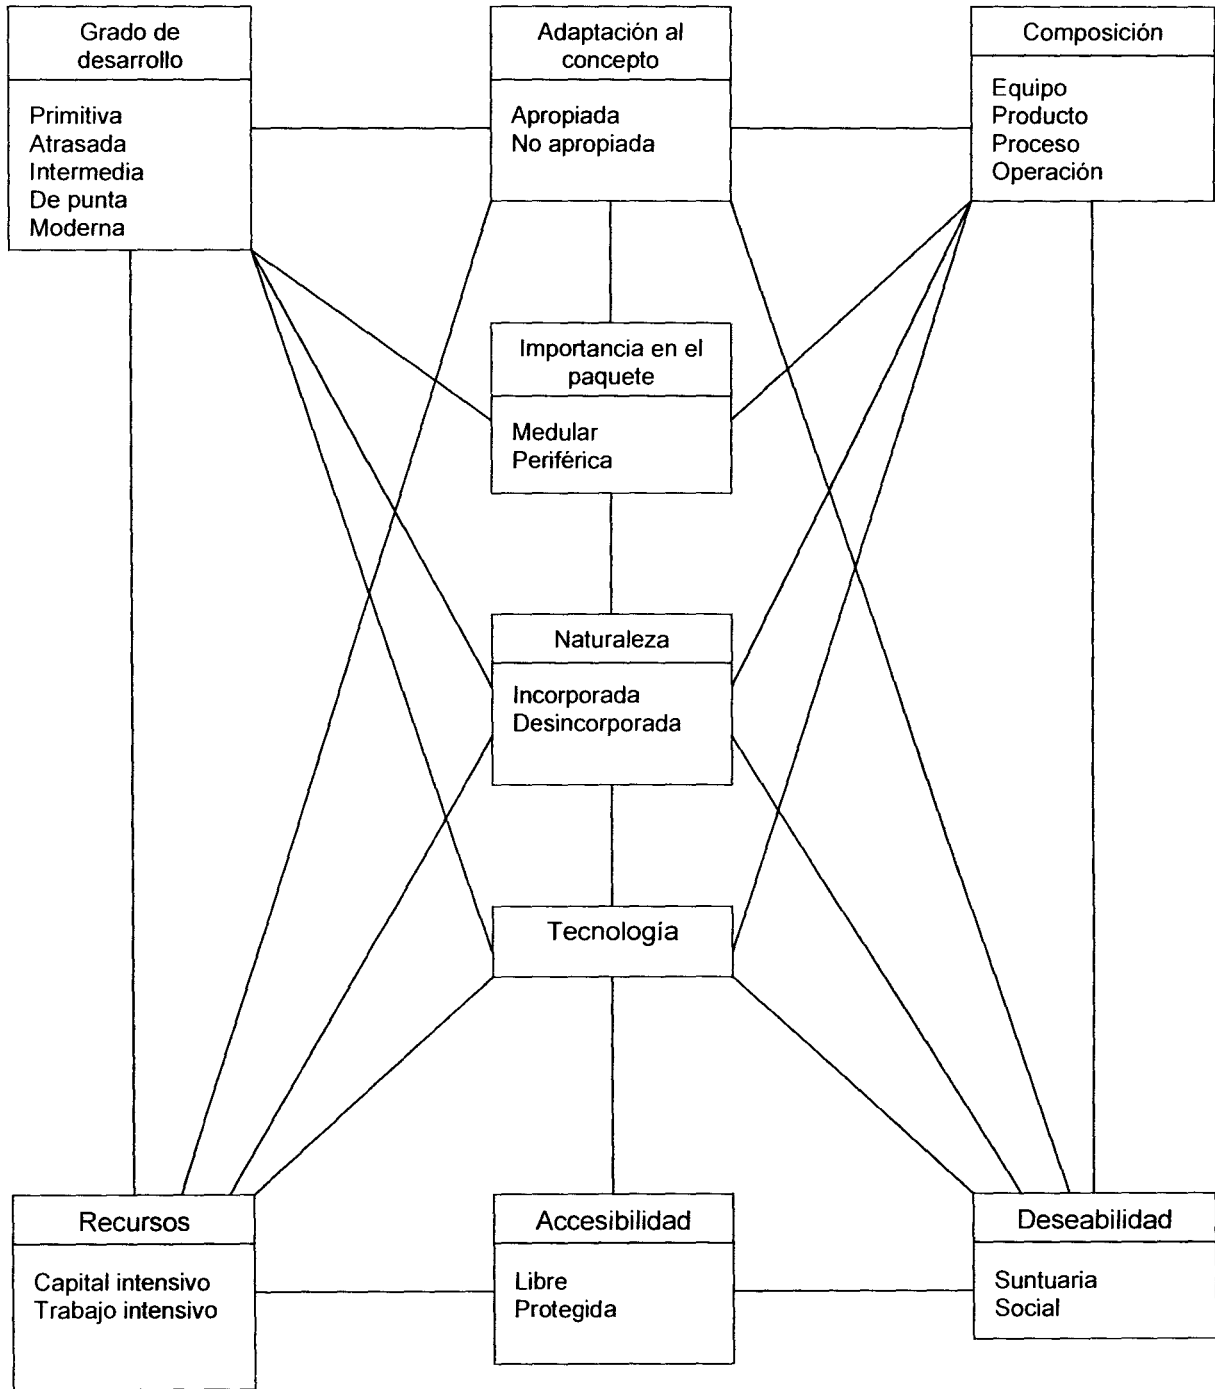 Grado de
desarrollo
Primitiva
Atrasada
Intermedia
De punta
Moderna
Adaptación al
concepto
Apropiada
No apropiada
Composición
Equipo
Producto
Proceso
Operación
Importancia en el
paquete
Medular
Periférica
Naturaleza
Incorporada
Desincorporada
Tecnología
Recursos
Capital intensivo
Trabajo intensivo
Accesibilidad
Libre
Protegida
Deseabilidad
Suntuaria
Social